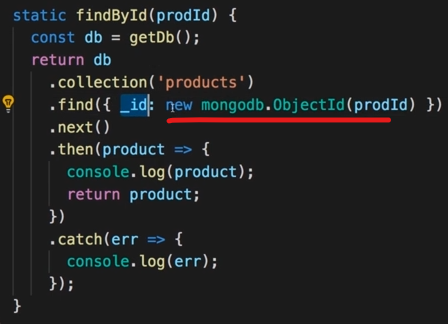 static findById(prodId) {
const db = getDb();
return db
.collection('products')
.find({ _id: new mongodb.ObjectId(prodId) })
.next()
.then(product => {
console.log(product);
return product;
})
.catch(err => {
console.log(err);
});
}